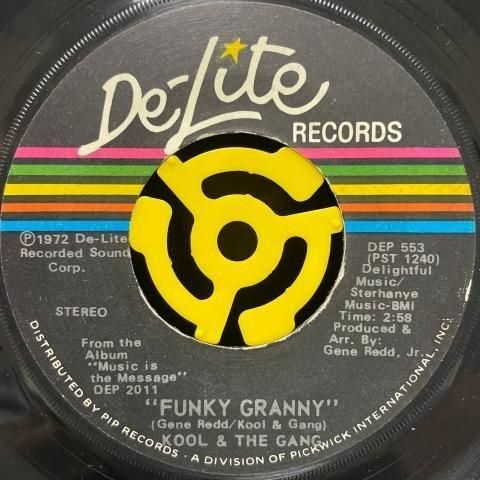 De-Lite
RECORDS
Ⓟ1972 De-Lite
Recorded Sound
Corp.
STEREO
From the
Album
"Music is
the Message"
DEP 2011
DEP 553
(PST 1240)
Delightful
Music/
Sterhanye
Music-BMI
Time: 2:58
Produced &
Arr. By:
Gene Redd, Jr.
"FUNKY GRANNY"
(Gene Redd/Kool & Gang)
KOOL & THE GANG
DISTRIBUTED BY PIP RECORDS • A DIVISION OF PICKWICK INTERNATIONAL, INC.